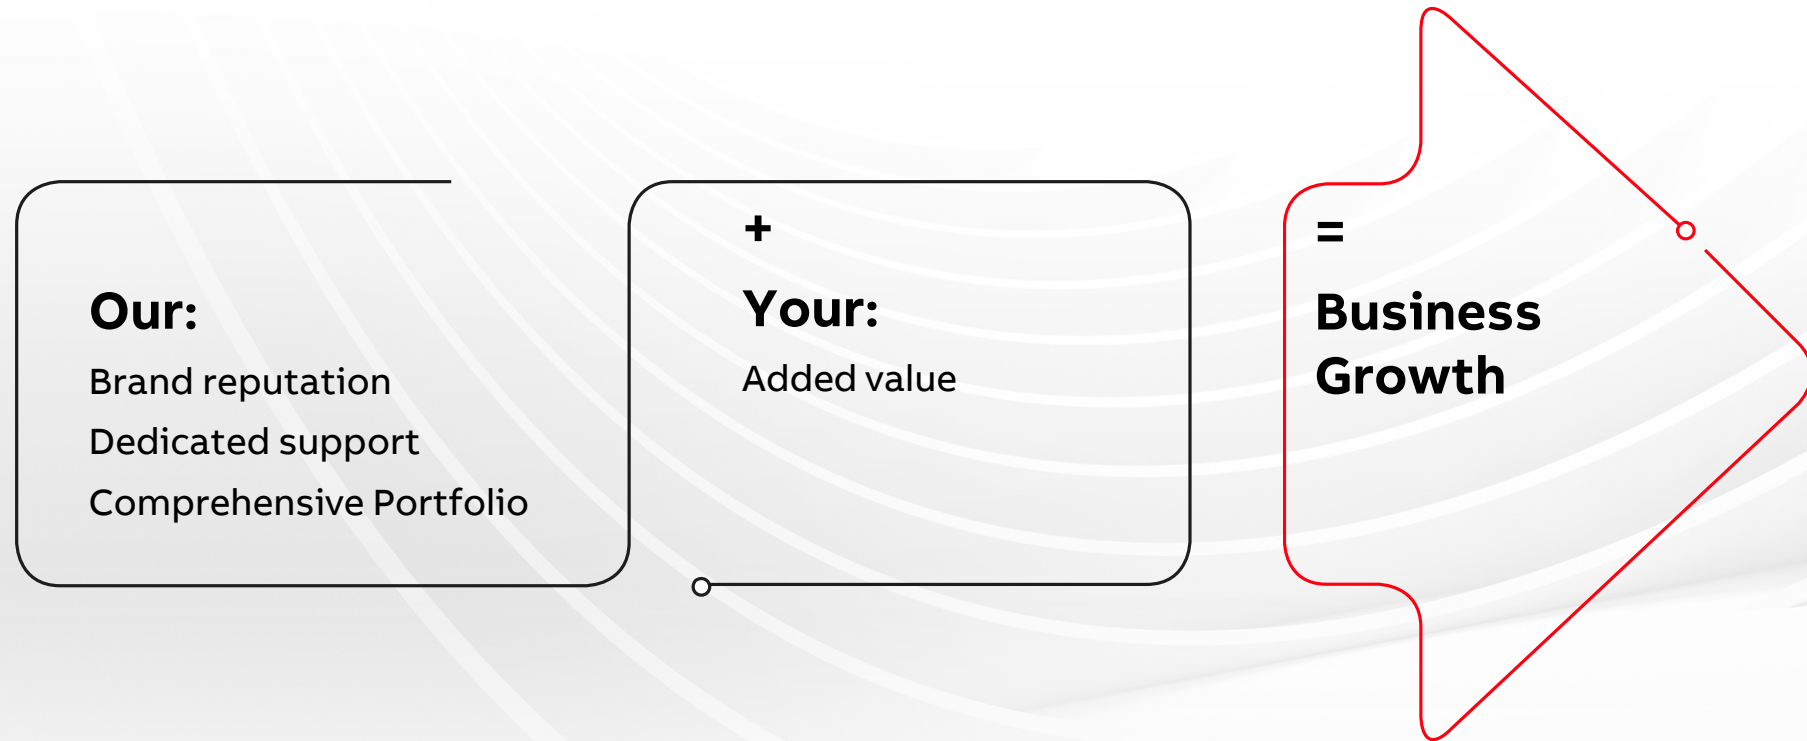 Our:
Brand reputation
Dedicated support
Comprehensive Portfolio
+
Your:
Added value
=
Business
Growth